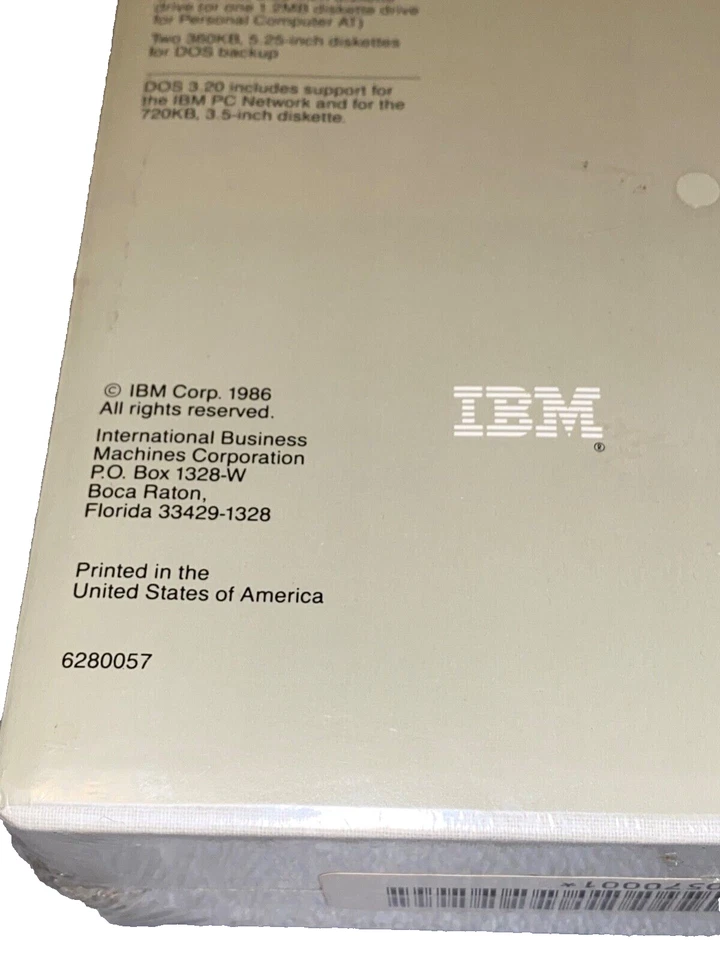 drive for one 1.2MB diskette drive
for Personal Computer AT)
Two 360KB, 5.25-inch diskettes
for DOS backup
DOS 3.20 includes support for
the IBM PC Network and for the
720KB, 3.5-inch diskette.
© IBM Corp. 1986
All rights reserved.
International Business
Machines Corporation
P.O. Box 1328-W
Boca Raton,
Florida 33429-1328
Printed in the
United States of America
6280057
IBM®
0570001w